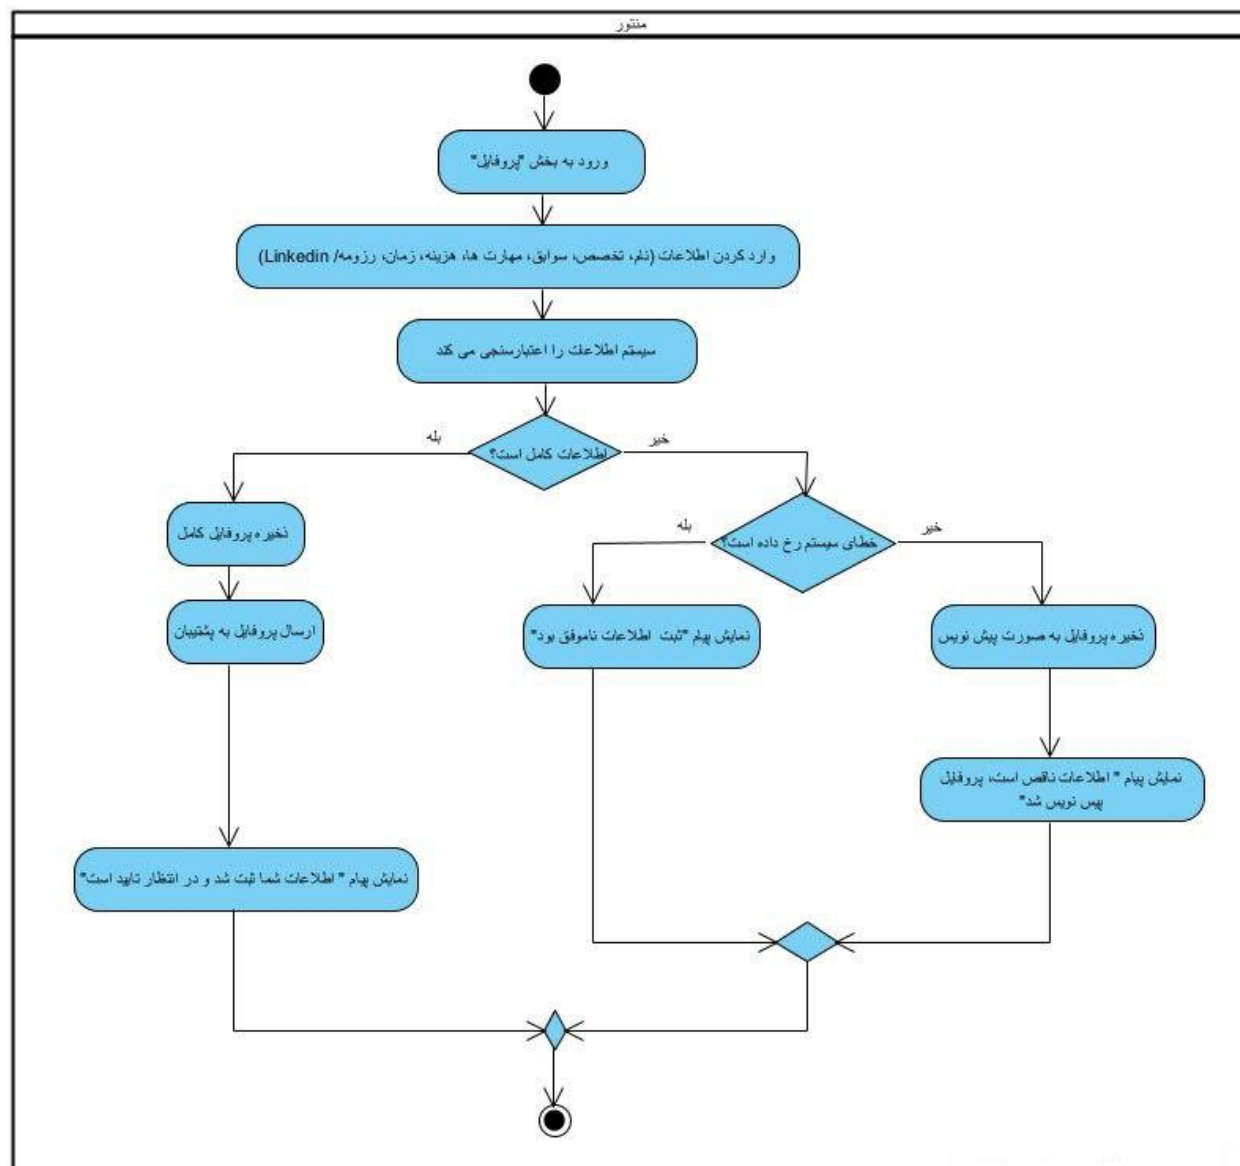 منتور
ورود به بخش "پروفایل"
وارد کردن اطلاعات (نام، تخصص، سوابق، مهارت ها، هزینه، زمان، رزومه/ Linkedin)
سیستم اطلاعات را اعتبارسنجی می کند
بله
خیر
اطلاعات کامل است؟
ذخیره پروفایل کامل
بله
خیر
خطای سیستم رخ داده است؟
ارسال پروفایل به پشتیبان
نمایش پیام "ثبت اطلاعات ناموفق بود"
ذخیره پروفایل به صورت پیش نویس
نمایش پیام " اطلاعات ناقص است، پروفایل
پیس نویس شد"
نمایش پیام " اطلاعات شما ثبت شد و در انتظار تایید است"